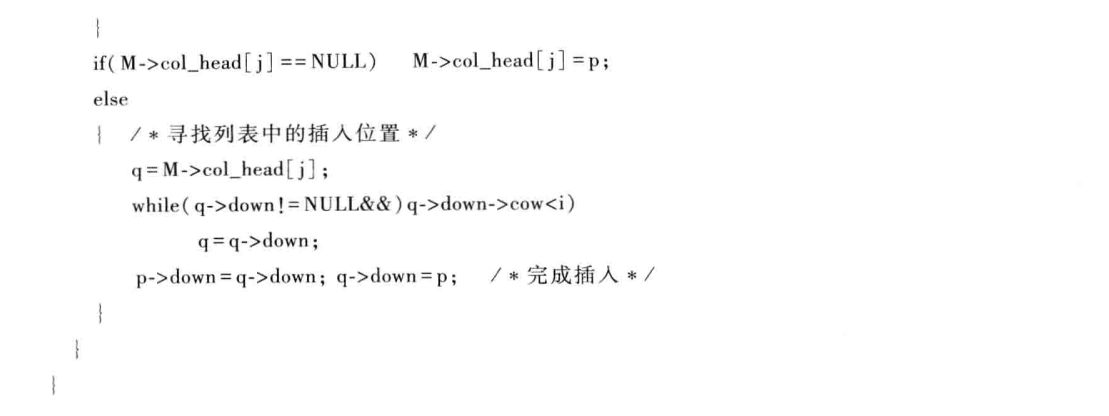 }
if(M->col_head[j]==NULL)  M->col_head[j]=p;
else
{  /*寻找列表中的插入位置*/
q=M->col_head[j];
while(q->down!=NULL&&)q->down->cow<i)
q=q->down;
p->down=q->down; q->down=p;  /*完成插入*/
}
}
}